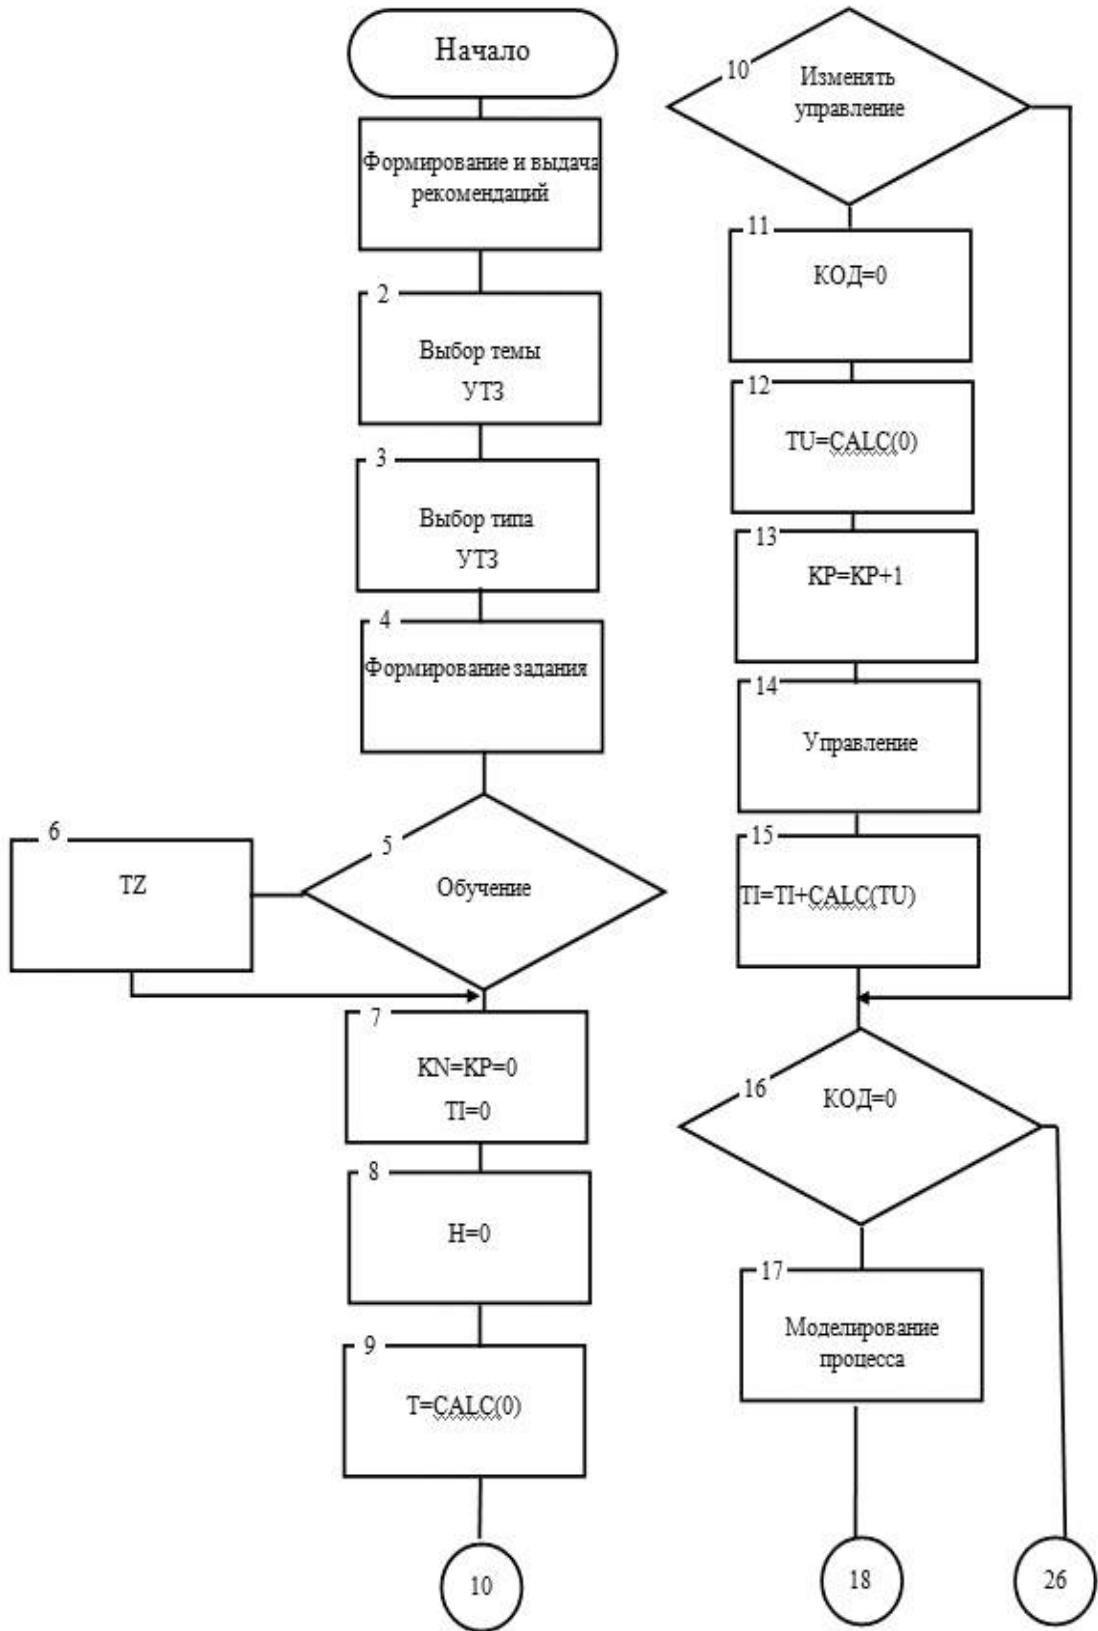 Начало
Формирование и выдача
рекомендаций
2
Выбор темы
УТЗ
3
Выбор типа
УТЗ
4
Формирование задания
5
Обучение
6
TZ
7
KN=KP=0
TI=0
8
H=0
9
T=CALC(0)
10
10
Изменять
управление
11
КОД=0
12
TU=CALC(0)
13
KP=KP+1
14
Управление
15
TI=TI+CALC(TU)
16
КОД=0
17
Моделирование
процесса
18
26